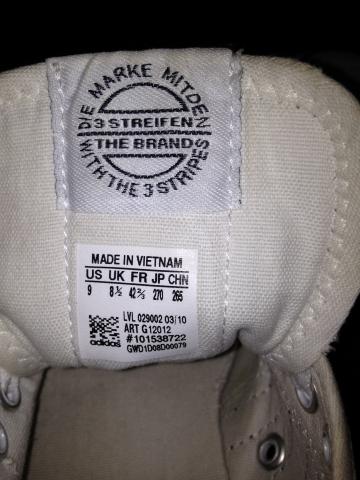 DIE MARKE MIT DEN
3 STREIFEN
THE BRAND
WITH THE 3 STRIPES
MADE IN VIETNAM
US UK FR JP CHN
9 8½ 42⅔ 270 265
LVL 029002 03/10
ART G12012
#101538722
GWD1D08D00079
adidas